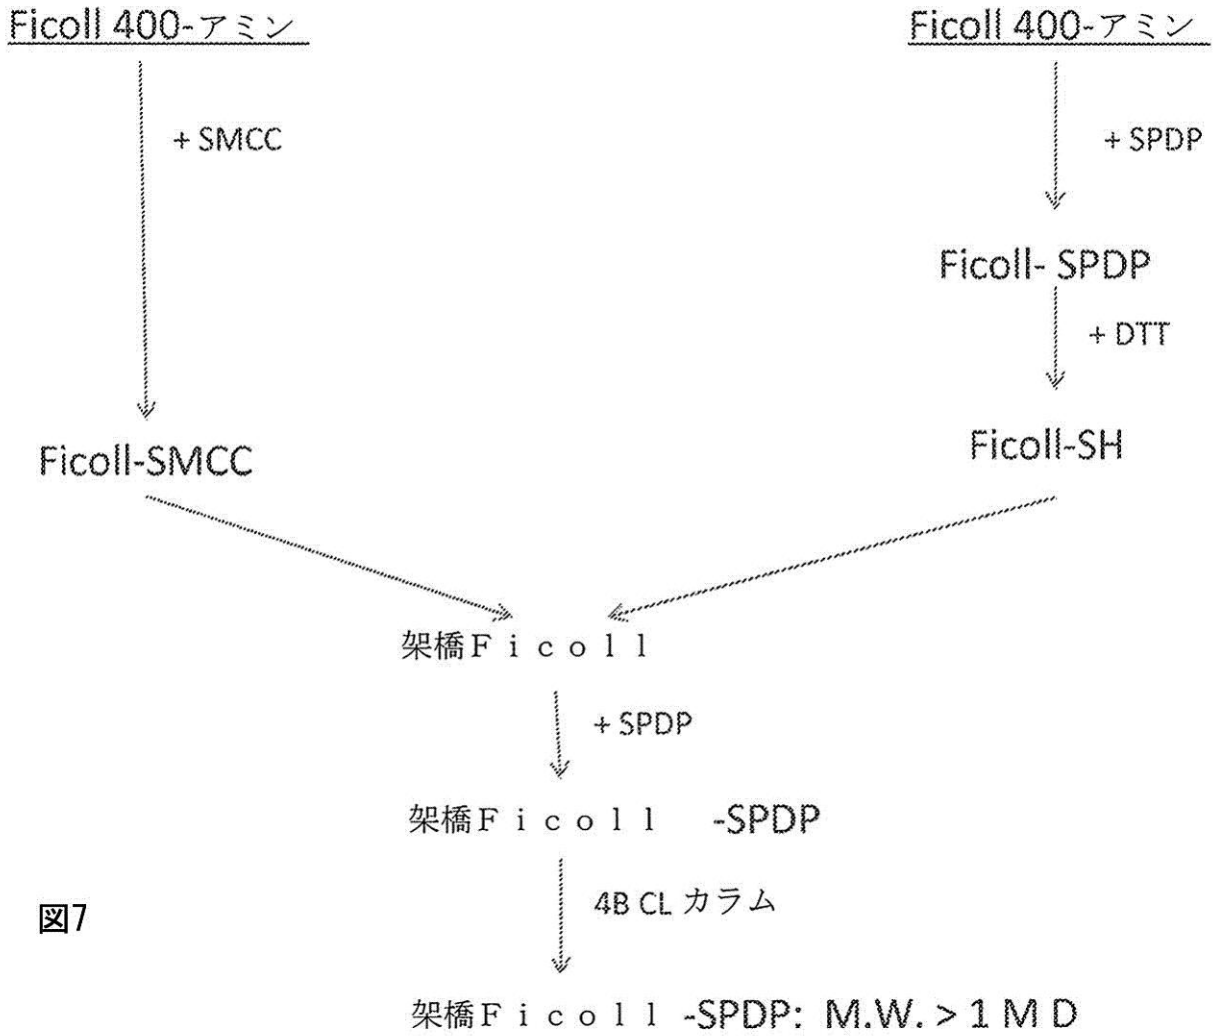 Ficoll 400-アミン
Ficoll 400-アミン
+ SMCC
+ SPDP
Ficoll- SPDP
+ DTT
Ficoll-SMCC
Ficoll-SH
架橋Ｆｉｃｏｌｌ
+ SPDP
架橋Ｆｉｃｏｌｌ -SPDP
4B CL カラム
図7
架橋Ｆｉｃｏｌｌ -SPDP: M.W. > 1 M D